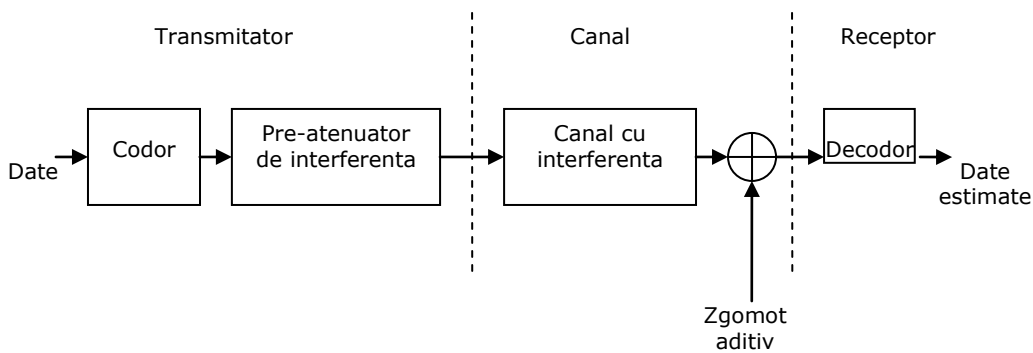 Transmitator
Canal
Receptor
Date
Codor
Pre-atenuator
de interferenta
Canal cu
interferenta
Decodor
Date
estimate
Zgomot
aditiv